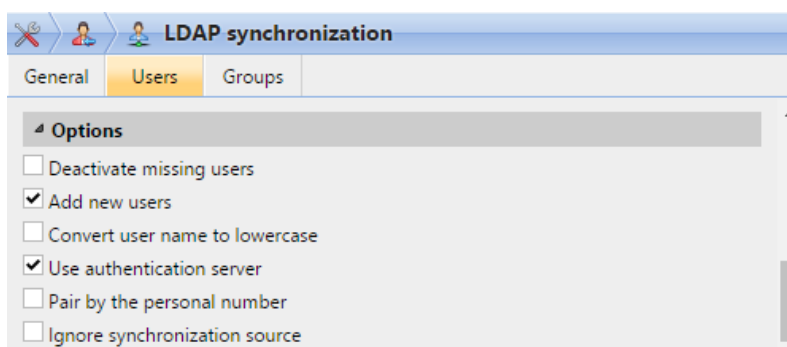 LDAP synchronization
General Users Groups
Options
Deactivate missing users
Add new users
Convert user name to lowercase
Use authentication server
Pair by the personal number
Ignore synchronization source